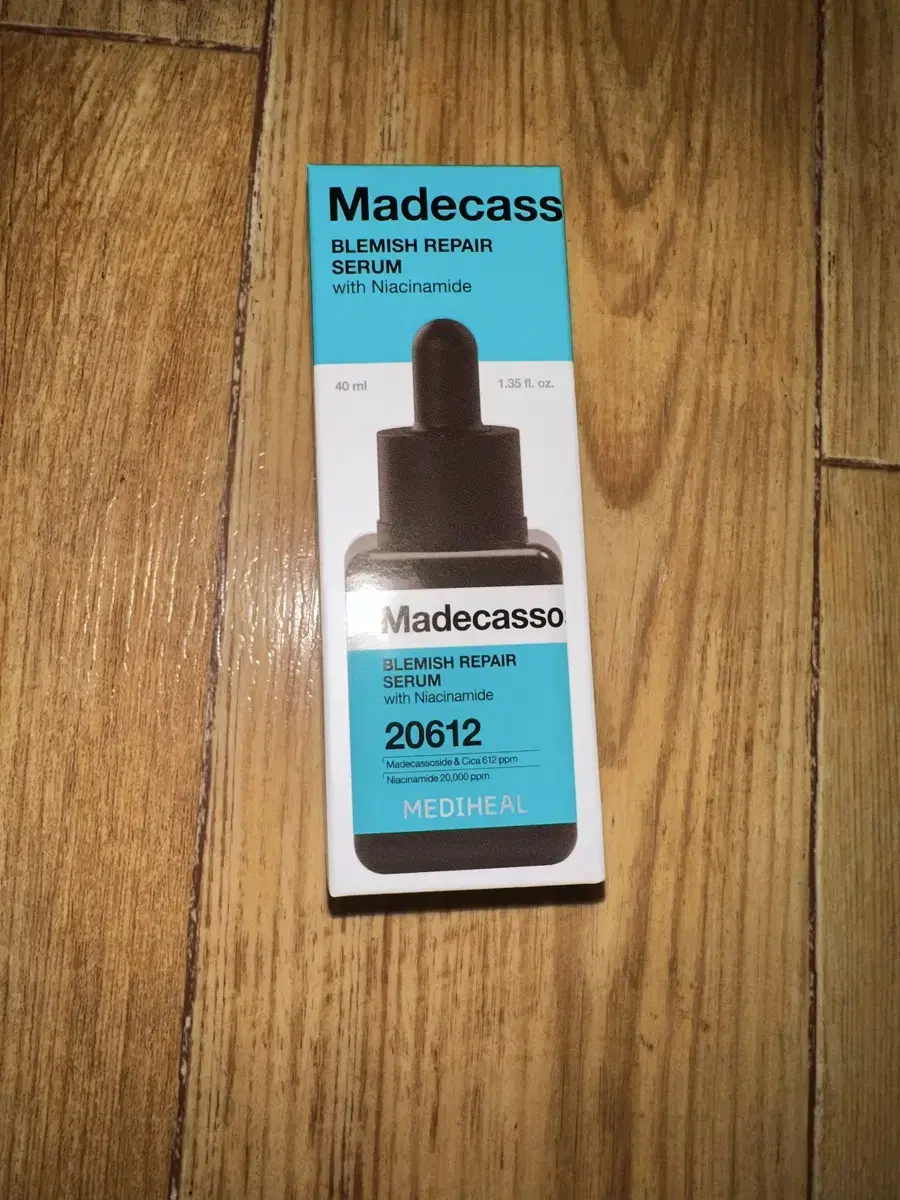 Madecass
BLEMISH REPAIR
SERUM
with Niacinamide
40 ml
1.35 fl. oz.
Madecasso
BLEMISH REPAIR
SERUM
with Niacinamide
20612
Madecassoside & Cica 612 ppm
Niacinamide 20,000 ppm
MEDIHEAL